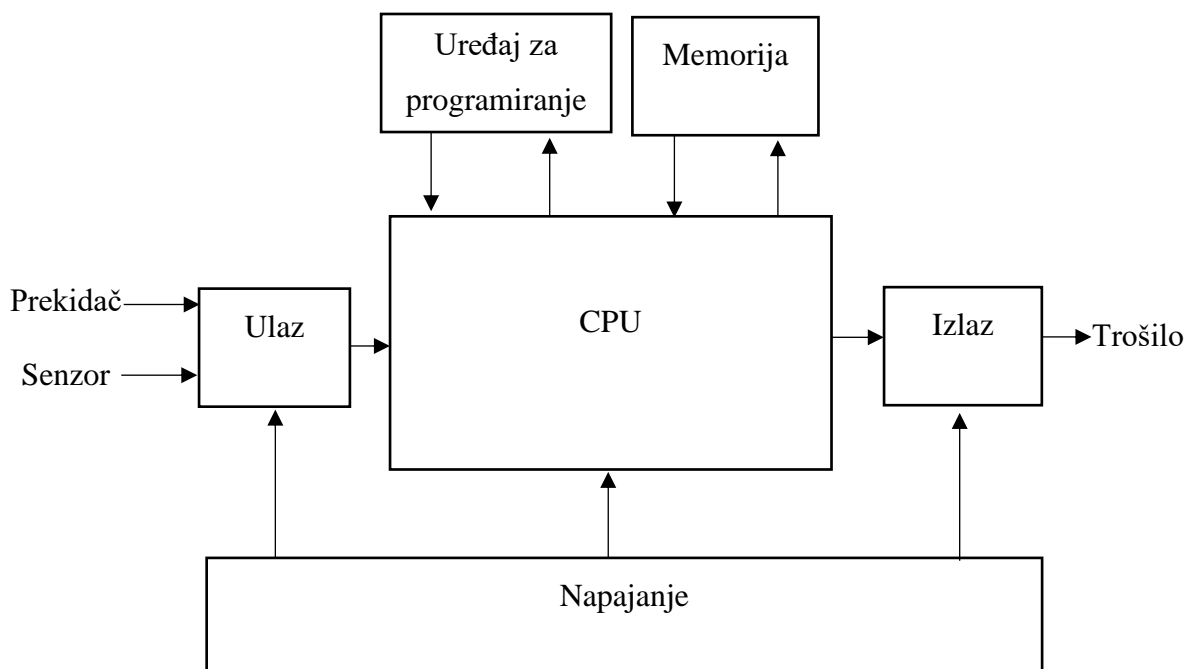 Uređaj za
programiranje
Memorija
Prekidač
Senzor
Ulaz
CPU
Izlaz
Trošilo
Napajanje